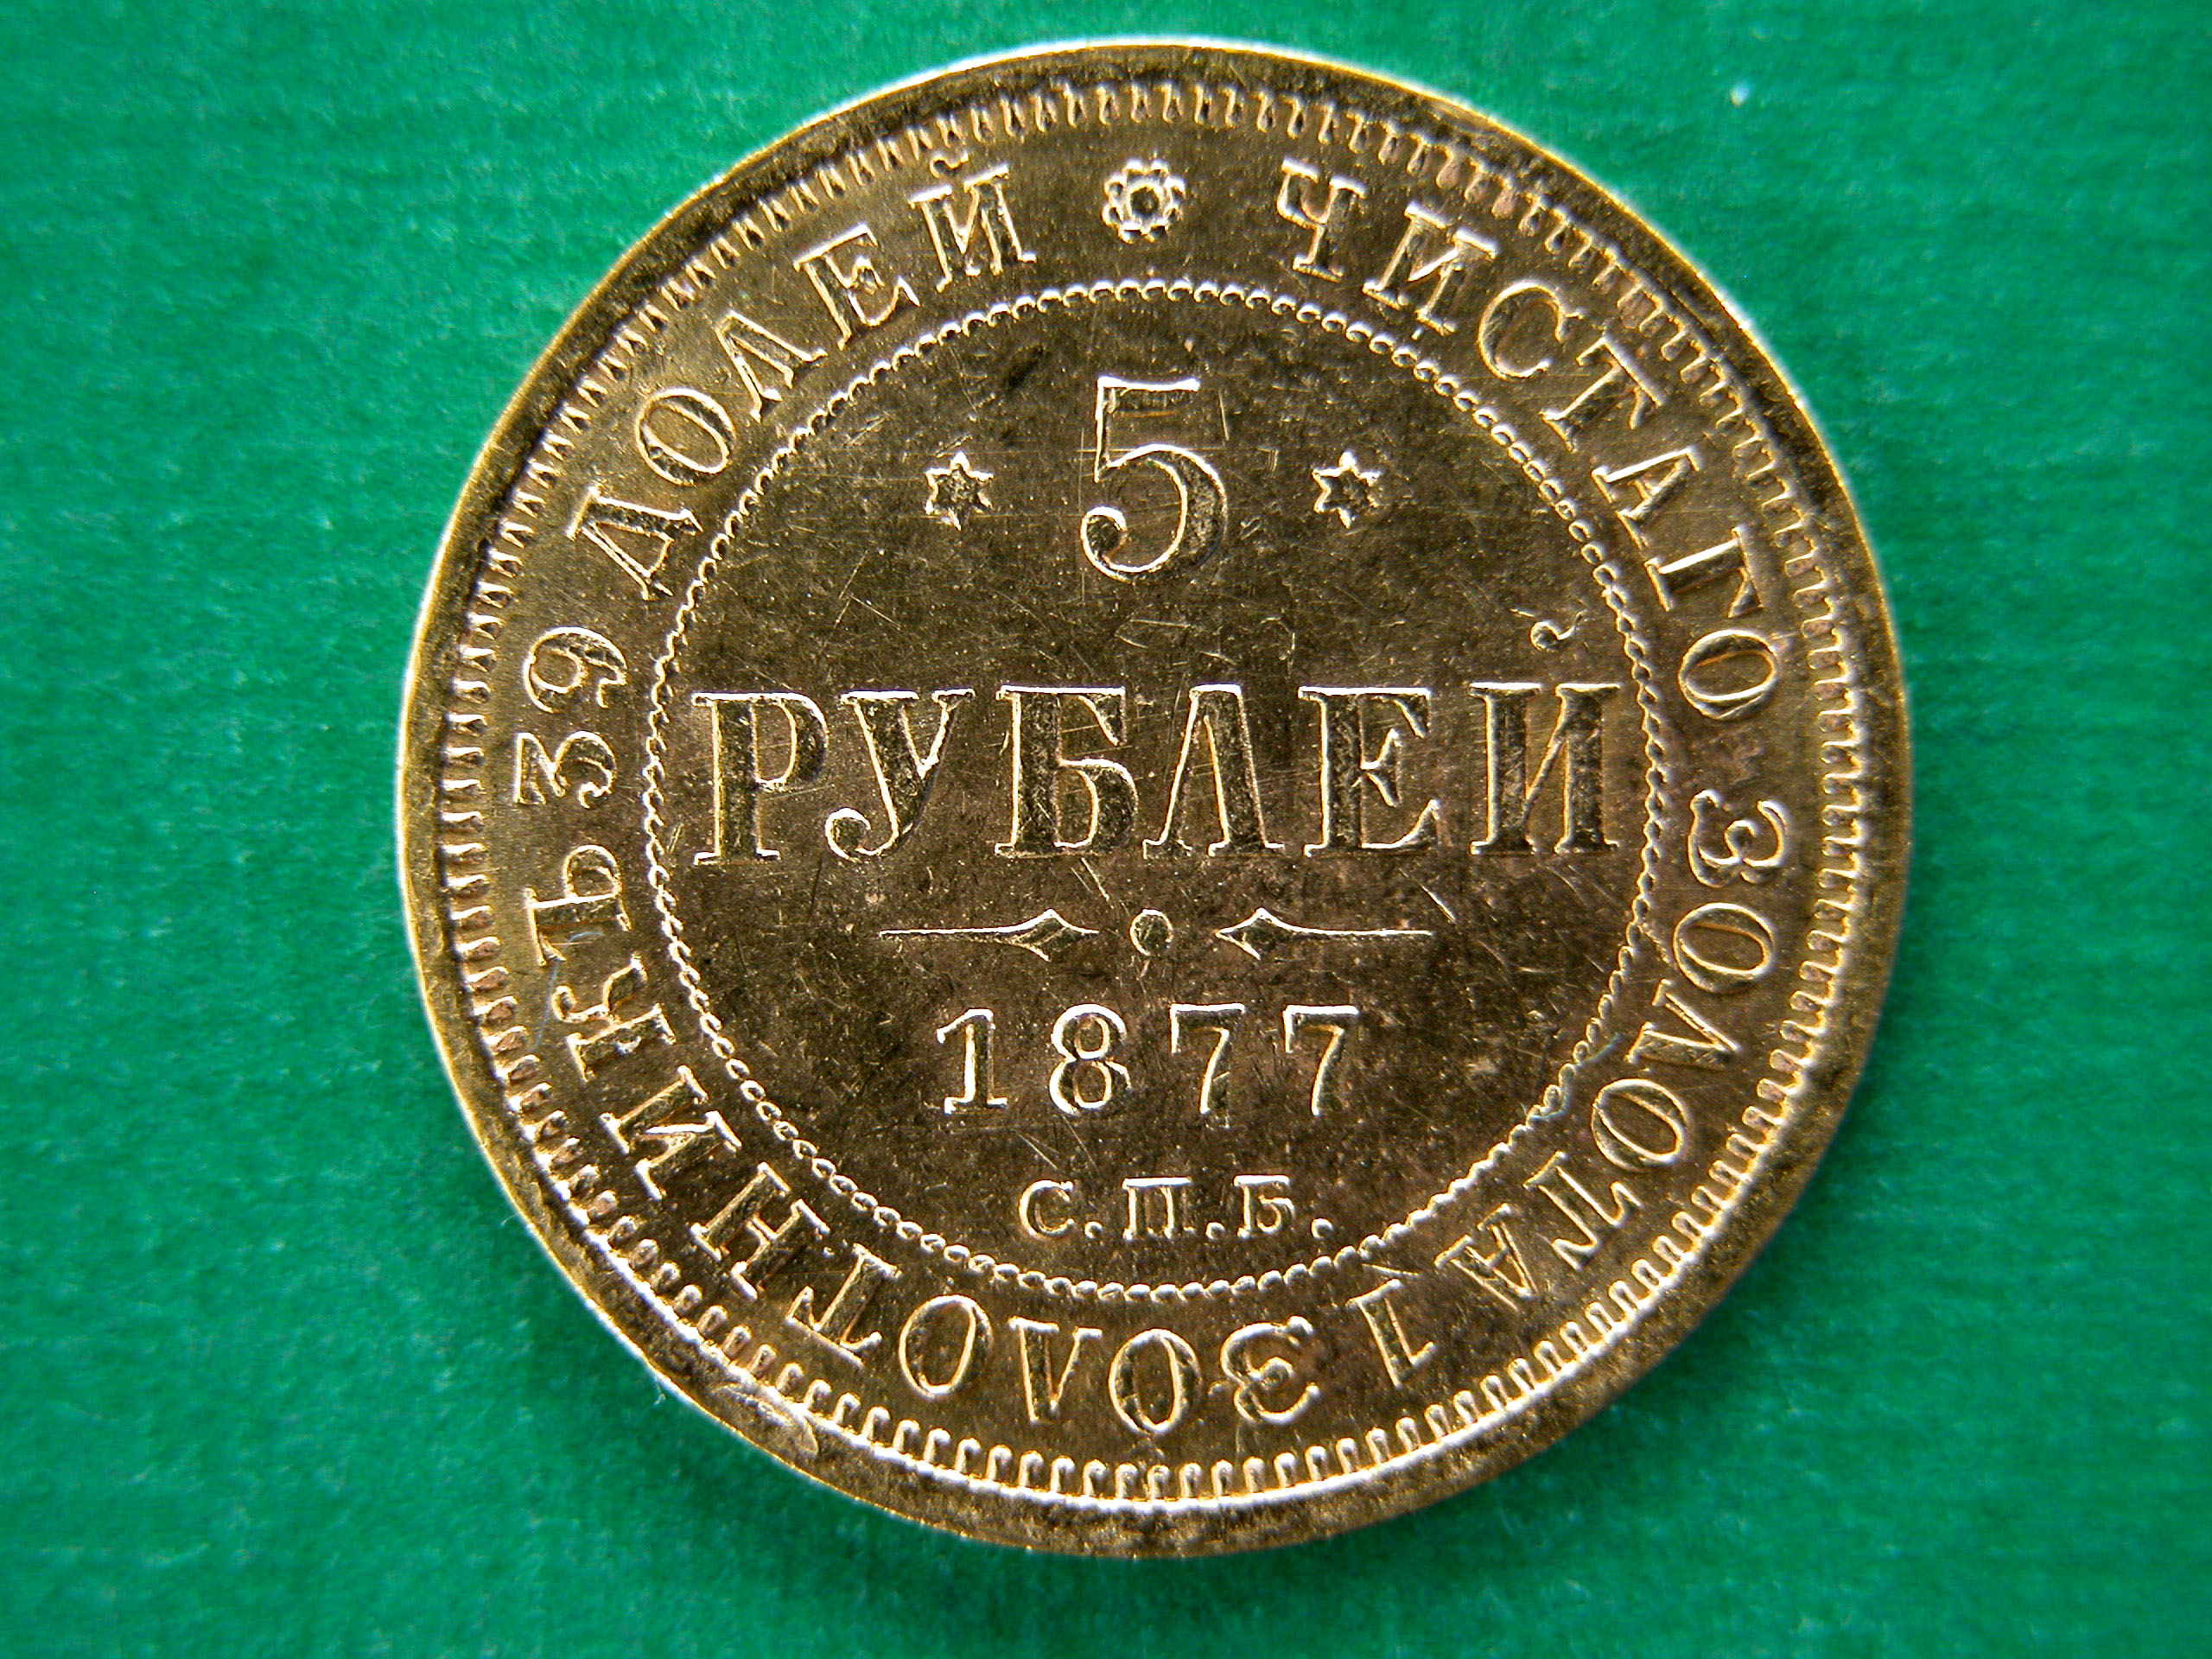 ЧИСТАГО ЗОЛОТА 1 ЗОЛОТНИКЪ 39 ДОЛЕЙ
5
РУБЛЕЙ
1877
С.П.Б.